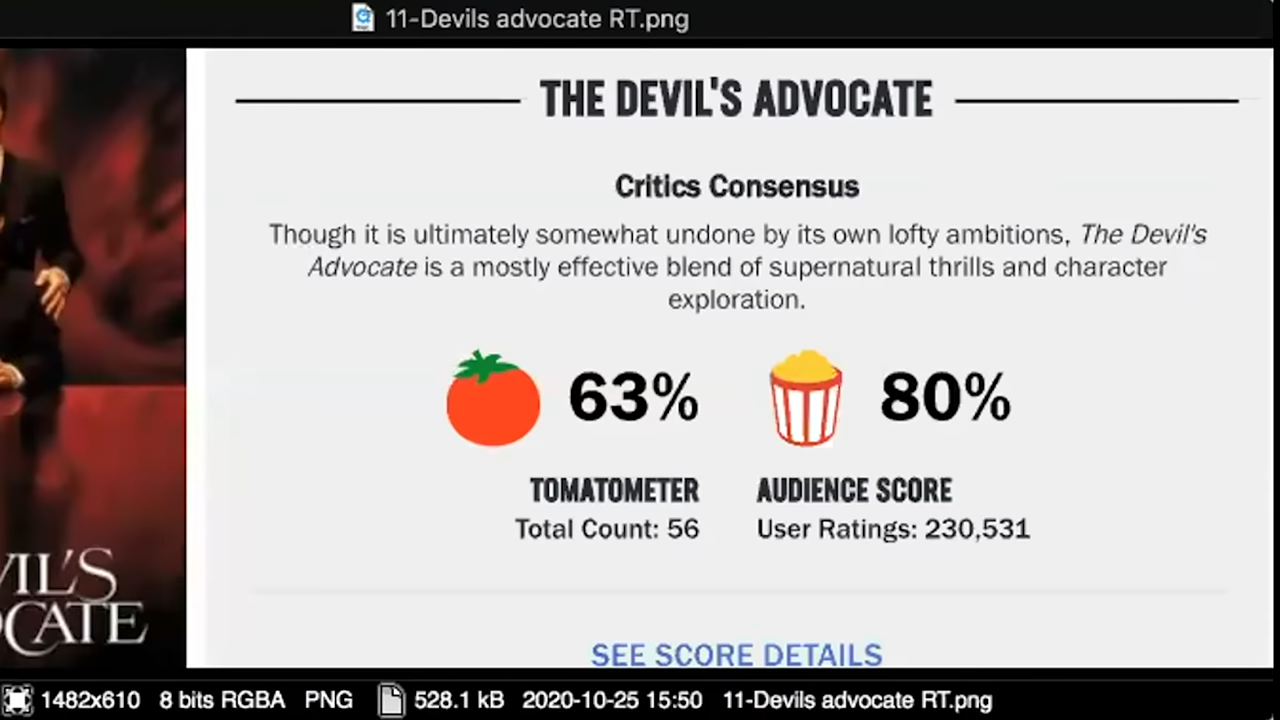 11-Devils advocate RT.png
THE DEVIL'S ADVOCATE
Critics Consensus
Though it is ultimately somewhat undone by its own lofty ambitions, The Devil's
Advocate is a mostly effective blend of supernatural thrills and character
exploration.
63% 80%
TOMATOMETER AUDIENCE SCORE
Total Count: 56 User Ratings: 230,531
VIL'S
OCATE
SEE SCORE DETAILS
1482x610 8 bits RGBA PNG 528.1 kB 2020-10-25 15:50 11-Devils advocate RT.png